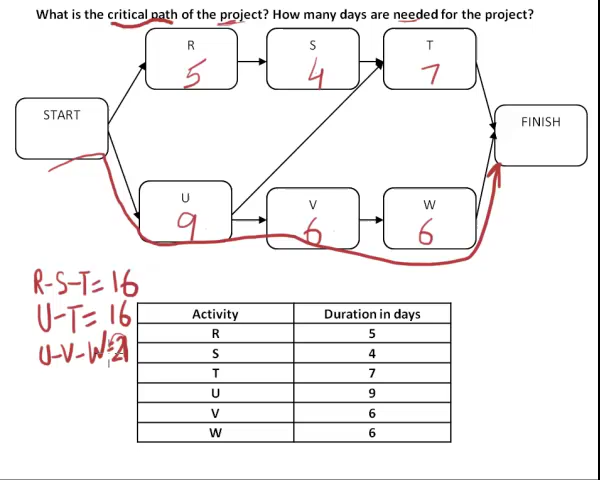 What is the critical path of the project? How many days are needed for the project?
R
5
S
4
T
7
START
FINISH
U
9
V
6
W
6
R-S-T=16
U-T=16
U-V-W=21
Activity Duration in days
R 5
S 4
T 7
U 9
V 6
W 6